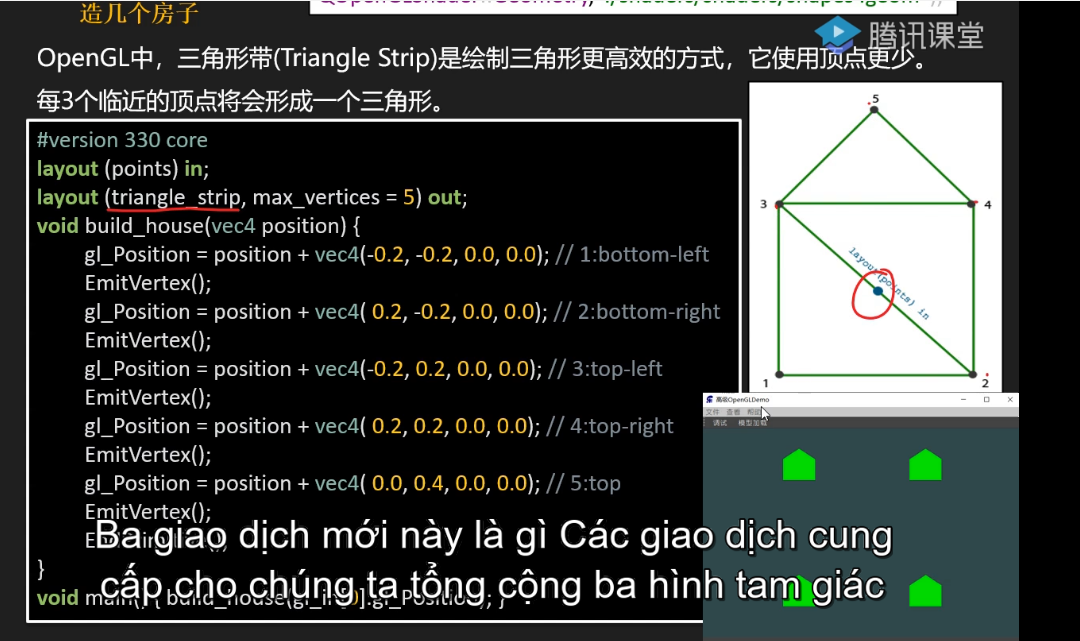 造几个房子
腾讯课堂
OpenGL中，三角形带(Triangle Strip)是绘制三角形更高效的方式，它使用顶点更少。
每3个临近的顶点将会形成一个三角形。
#version 330 core
layout (points) in;
layout (triangle_strip, max_vertices = 5) out;
void build_house(vec4 position) {
gl_Position = position + vec4(-0.2, -0.2, 0.0, 0.0); // 1:bottom-left
EmitVertex();
gl_Position = position + vec4( 0.2, -0.2, 0.0, 0.0); // 2:bottom-right
EmitVertex();
gl_Position = position + vec4(-0.2, 0.2, 0.0, 0.0); // 3:top-left
EmitVertex();
gl_Position = position + vec4( 0.2, 0.2, 0.0, 0.0); // 4:top-right
EmitVertex();
gl_Position = position + vec4( 0.0, 0.4, 0.0, 0.0); // 5:top
EmitVertex();
}
void main() { build_house(gl_in[0].gl_Position); }
5
3
4
layout(points) in
1
2
OpenGLDemo
文件 查看
调试 模型加载
Ba giao dịch mới này là gì Các giao dịch cung
cấp cho chúng ta tổng cộng ba hình tam giác